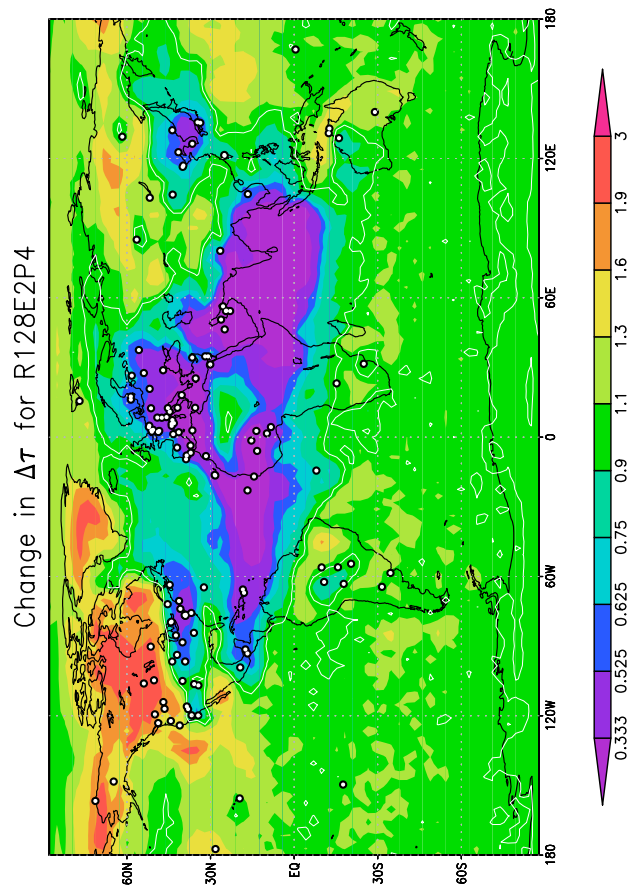 Change in Δτ for R128E2P4
180
120E
60E
0
60W
120W
180
60N
30N
EQ
30S
60S
3
1.9
1.6
1.3
1.1
0.9
0.75
0.625
0.525
0.333